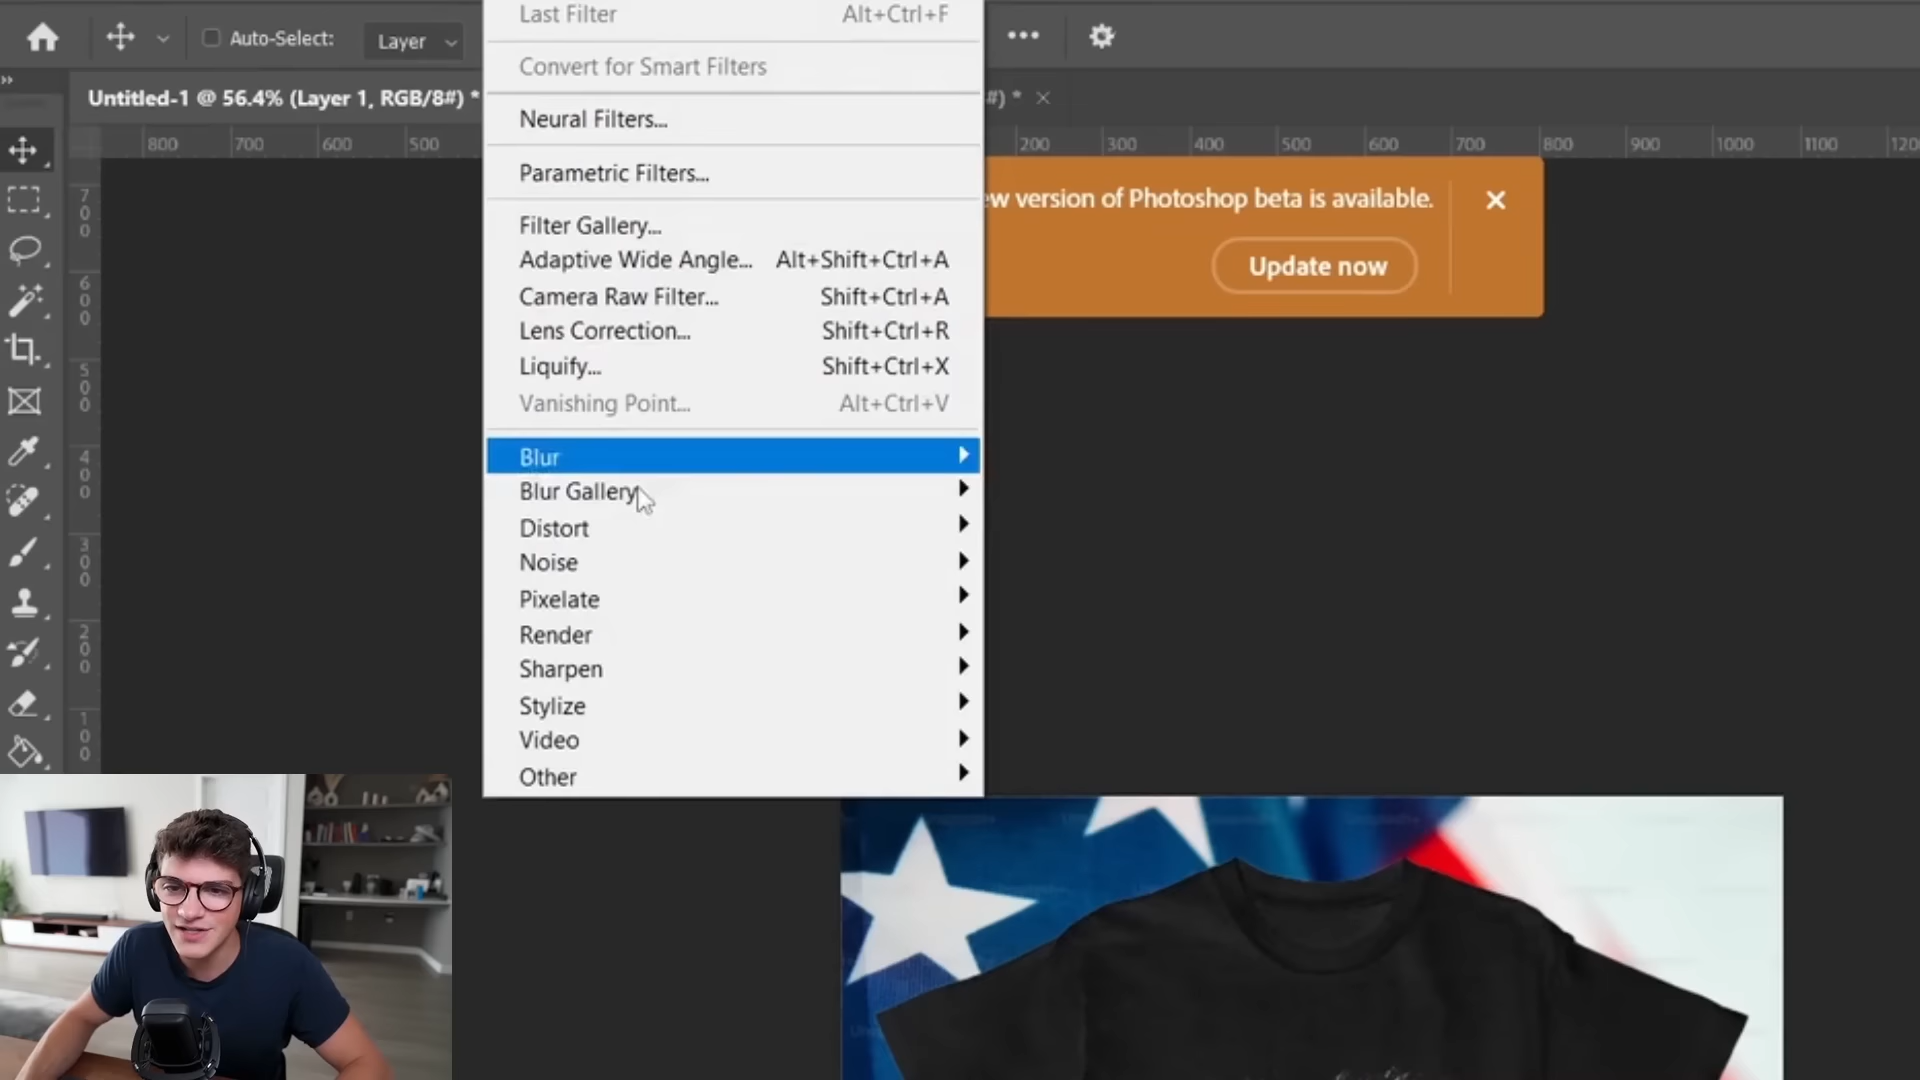 Last Filter Alt+Ctrl+F
Auto-Select: Layer
Convert for Smart Filters
Untitled-1 @ 56.4% (Layer 1, RGB/8#) *
#) * ×
Neural Filters...
800 700 600 500 200 300 400 500 600 700 800 900 1000 1100 120
Parametric Filters...
ew version of Photoshop beta is available.
Update now
Filter Gallery...
Adaptive Wide Angle... Alt+Shift+Ctrl+A
Camera Raw Filter... Shift+Ctrl+A
Lens Correction... Shift+Ctrl+R
Liquify... Shift+Ctrl+X
Vanishing Point... Alt+Ctrl+V
Blur
Blur Gallery
Distort
Noise
Pixelate
Render
Sharpen
Stylize
Video
Other
700
600
500
400
300
200
100